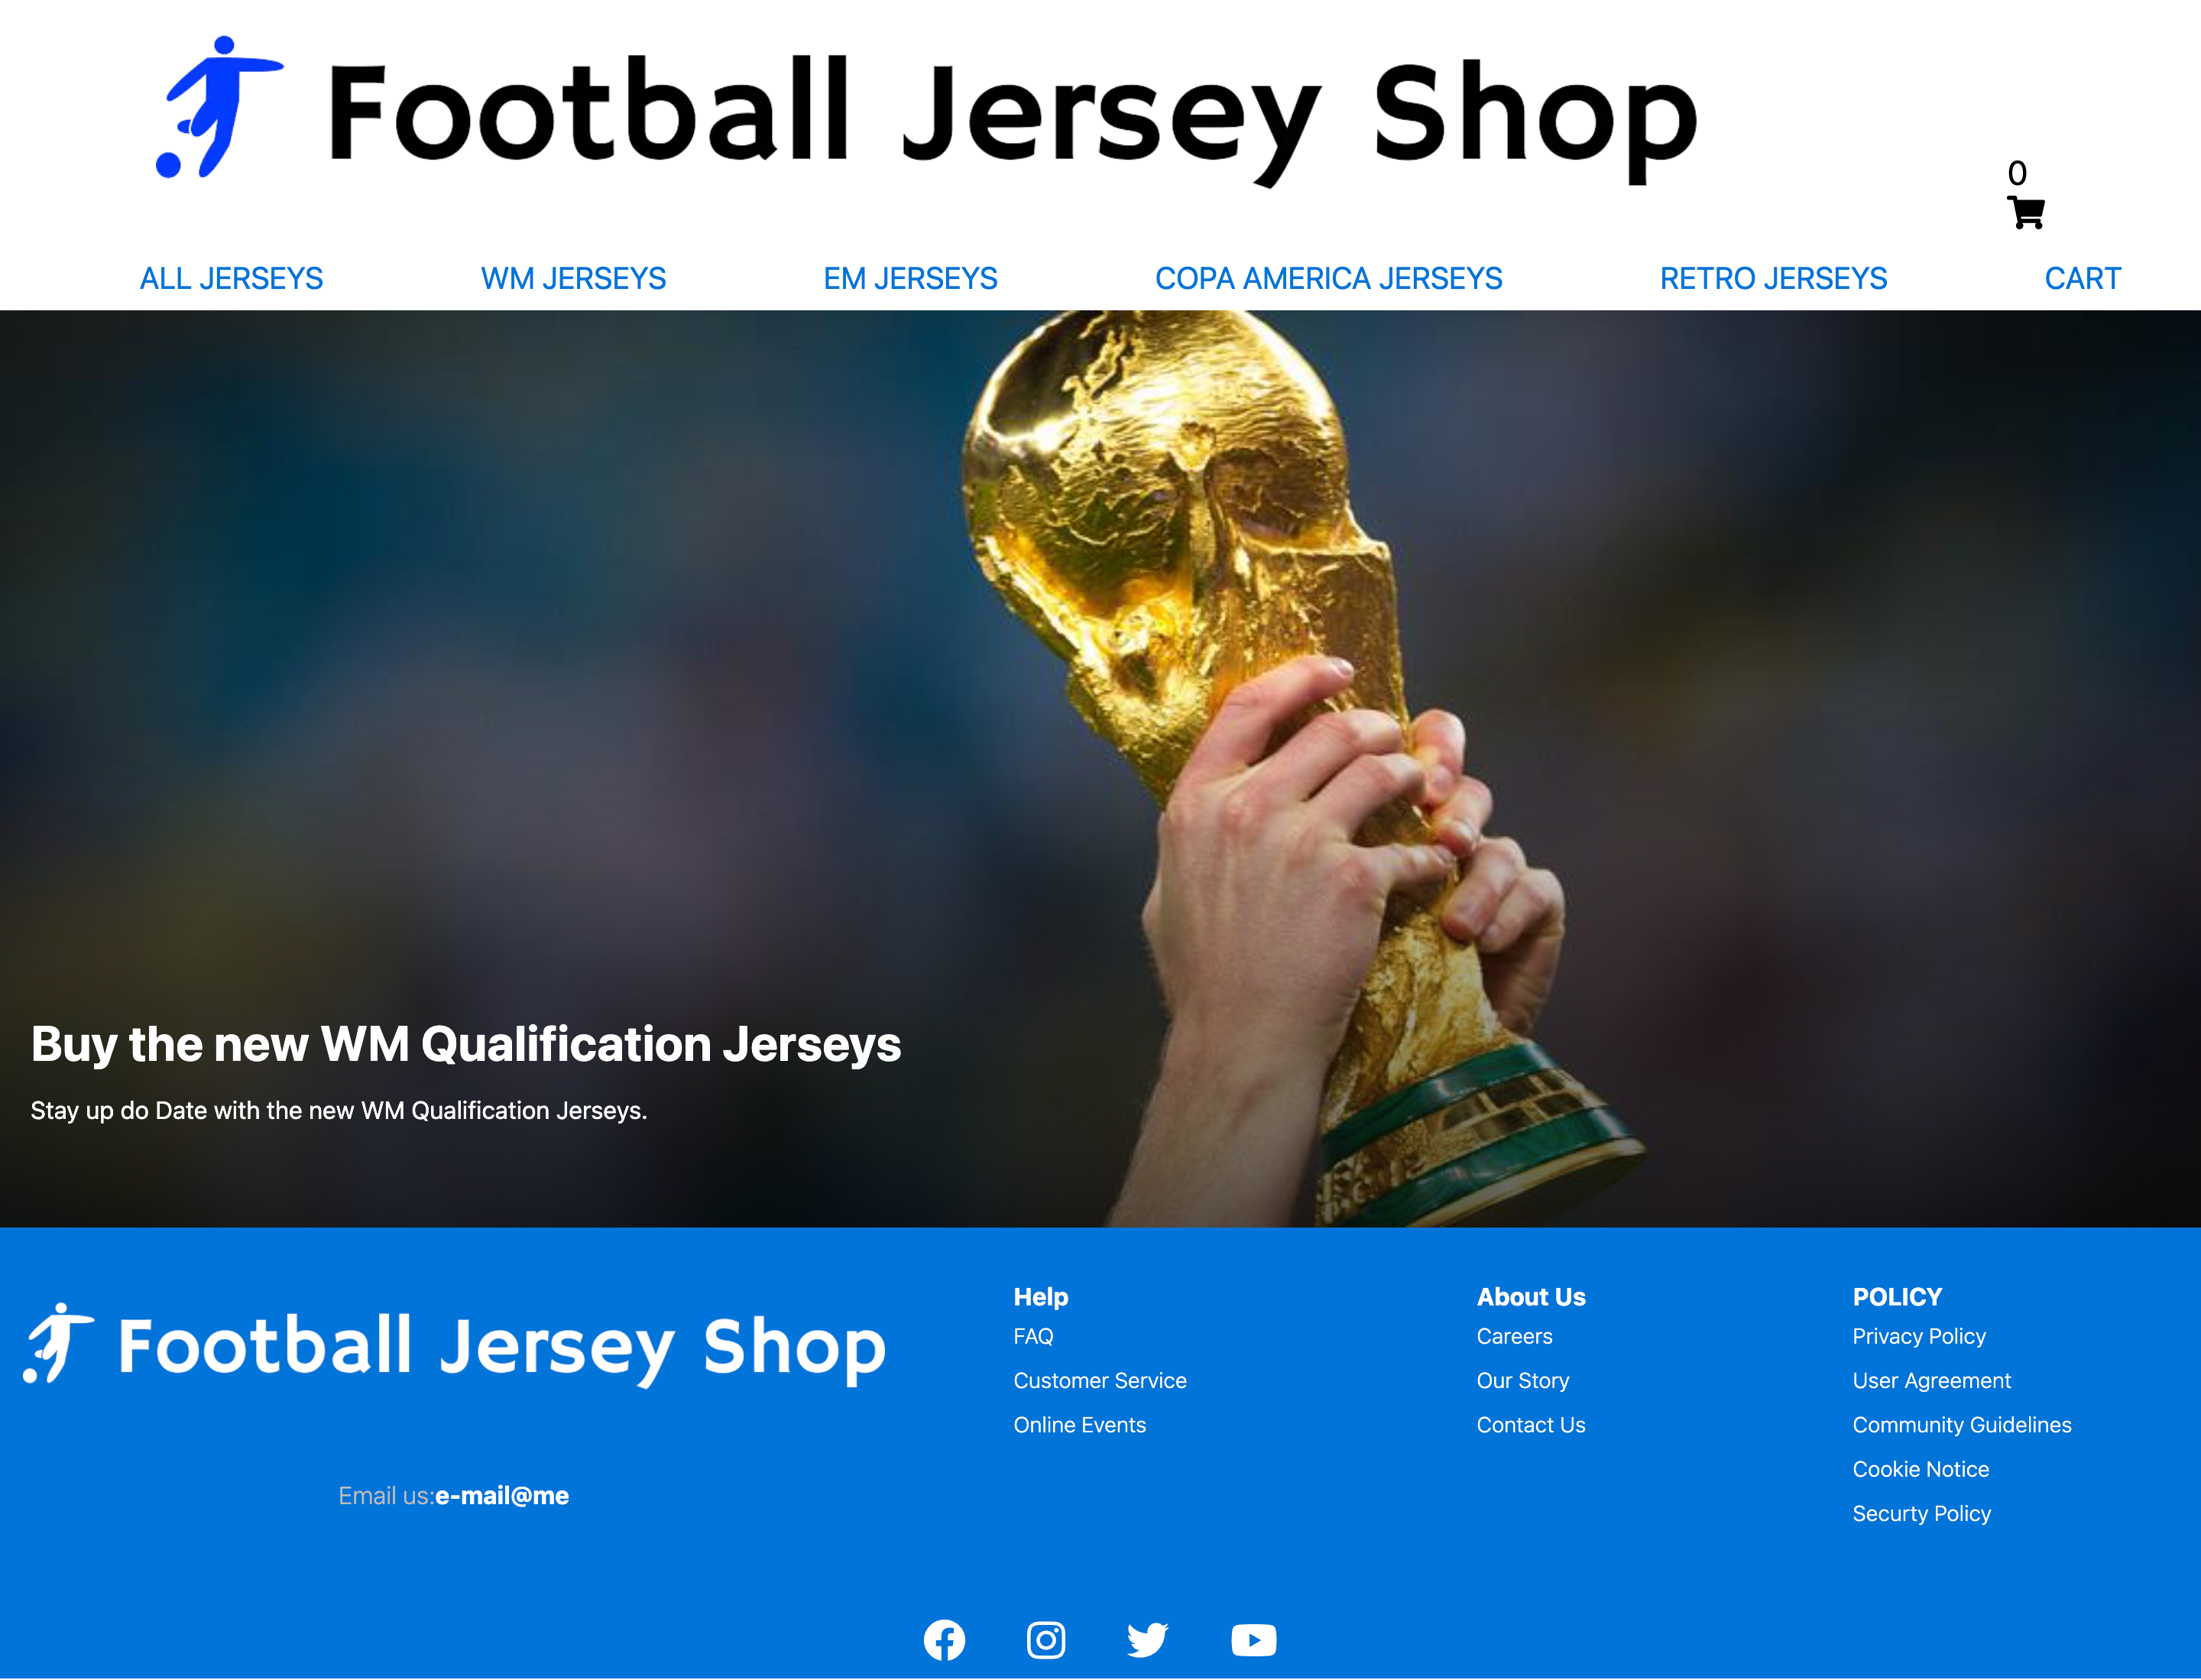 Football Jersey Shop
0
ALL JERSEYS WM JERSEYS EM JERSEYS COPA AMERICA JERSEYS RETRO JERSEYS CART
Buy the new WM Qualification Jerseys
Stay up do Date with the new WM Qualification Jerseys.
Football Jersey Shop
Email us:e-mail@me
Help
FAQ
Customer Service
Online Events
About Us
Careers
Our Story
Contact Us
POLICY
Privacy Policy
User Agreement
Community Guidelines
Cookie Notice
Securty Policy